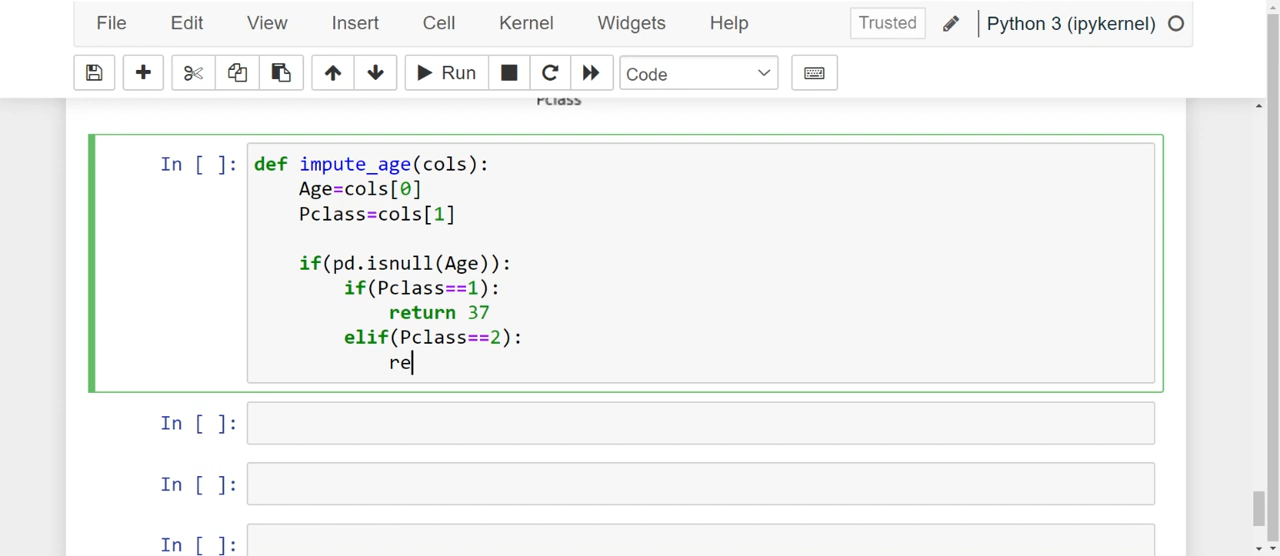 File Edit View Insert Cell Kernel Widgets Help Trusted Python 3 (ipykernel)
Run Code
Pclass
In [ ]: def impute_age(cols):
    Age=cols[0]
    Pclass=cols[1]
    if(pd.isnull(Age)):
        if(Pclass==1):
            return 37
        elif(Pclass==2):
            re
In [ ]:
In [ ]:
In [ ]: